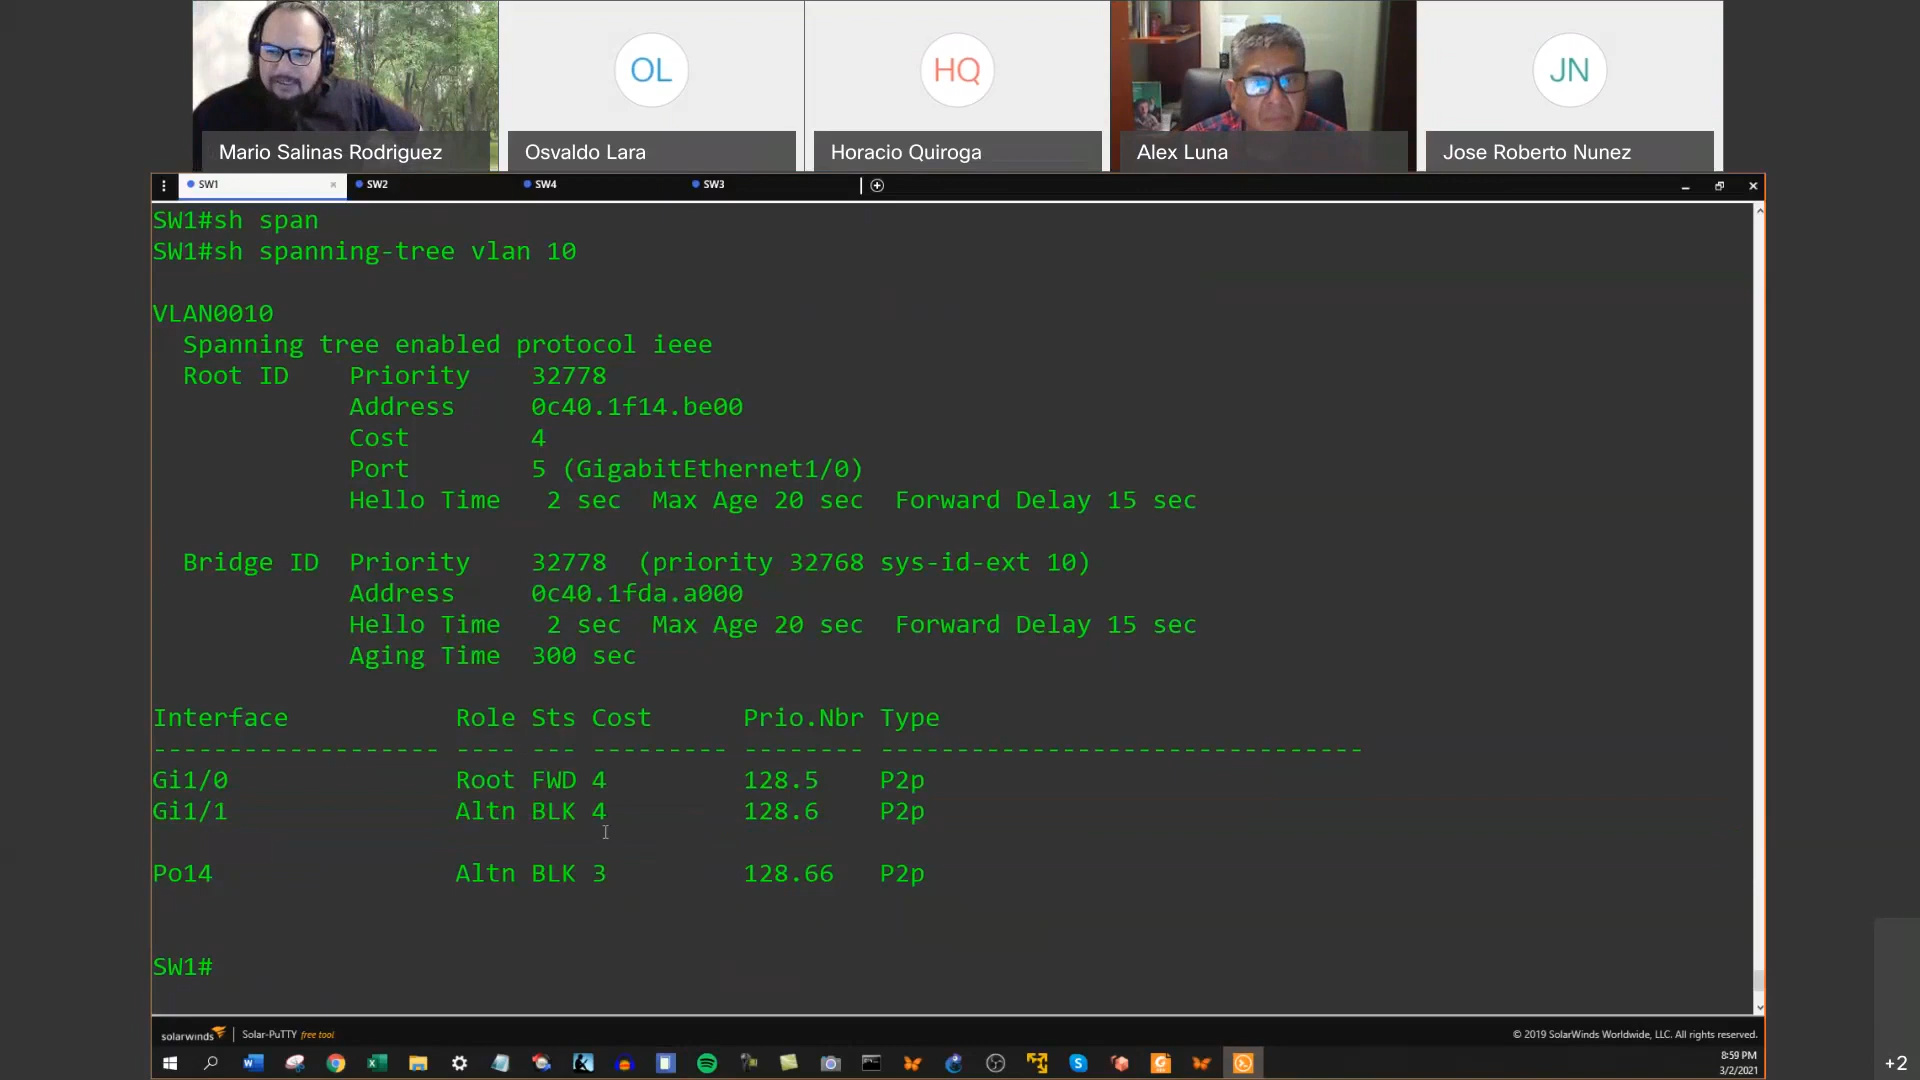 OL
HQ
JN
Mario Salinas Rodriguez
Osvaldo Lara
Horacio Quiroga
Alex Luna
Jose Roberto Nunez
SW1
SW2
SW4
SW3
SW1#sh span
SW1#sh spanning-tree vlan 10
VLAN0010
Spanning tree enabled protocol ieee
Root ID Priority 32778
Address 0c40.1f14.be00
Cost 4
Port 5 (GigabitEthernet1/0)
Hello Time 2 sec Max Age 20 sec Forward Delay 15 sec
Bridge ID Priority 32778 (priority 32768 sys-id-ext 10)
Address 0c40.1fda.a000
Hello Time 2 sec Max Age 20 sec Forward Delay 15 sec
Aging Time 300 sec
Interface Role Sts Cost Prio.Nbr Type
------------------- ---- --- --------- -------- --------------------------------
Gi1/0 Root FWD 4 128.5 P2p
Gi1/1 Altn BLK 4 128.6 P2p
Po14 Altn BLK 3 128.66 P2p
SW1#
solarwinds Solar-PuTTY free tool
© 2019 SolarWinds Worldwide, LLC. All rights reserved.
8:59 PM
3/2/2021
+2